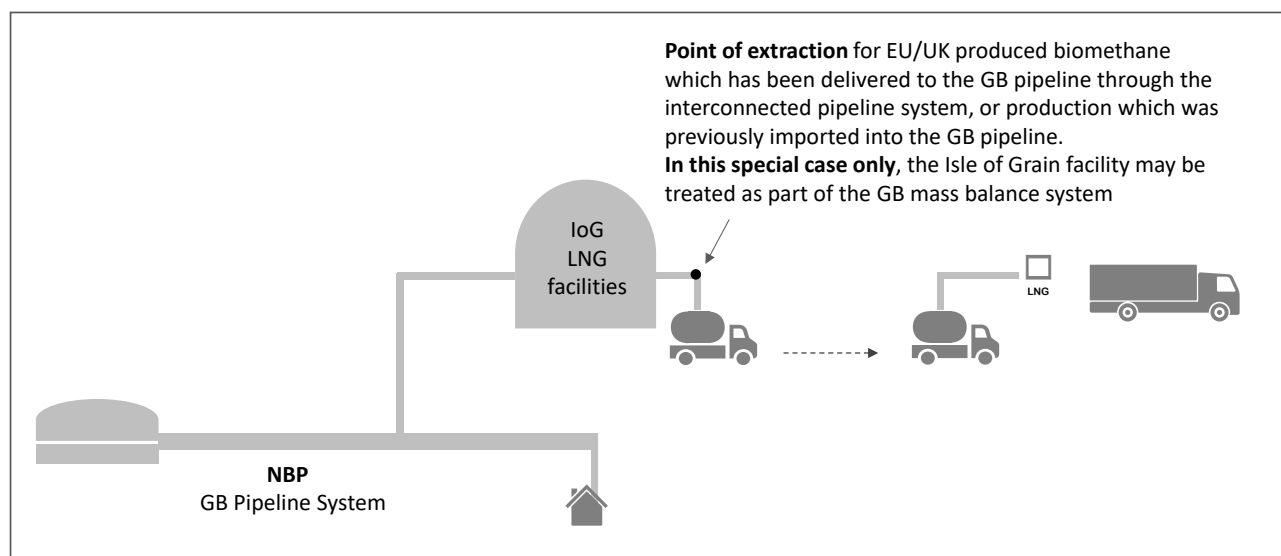 Point of extraction for EU/UK produced biomethane
which has been delivered to the GB pipeline through the
interconnected pipeline system, or production which was
previously imported into the GB pipeline.
In this special case only, the Isle of Grain facility may be
treated as part of the GB mass balance system
IoG
LNG
facilities
LNG
NBP
GB Pipeline System